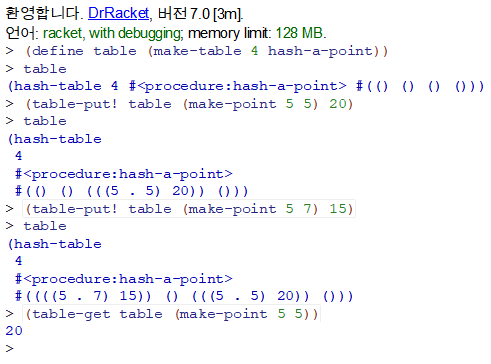 환영합니다. DrRacket, 버전 7.0 [3m].
언어: racket, with debugging; memory limit: 128 MB.
> (define table (make-table 4 hash-a-point))
> table
(hash-table 4 #<procedure:hash-a-point> #(() () () ()))
> (table-put! table (make-point 5 5) 20)
> table
(hash-table
 4
 #<procedure:hash-a-point>
 #(() () (((5 . 5) 20)) ()))
> (table-put! table (make-point 5 7) 15)
> table
(hash-table
 4
 #<procedure:hash-a-point>
 #((((5 . 7) 15)) () (((5 . 5) 20)) ()))
> (table-get table (make-point 5 5))
20
>